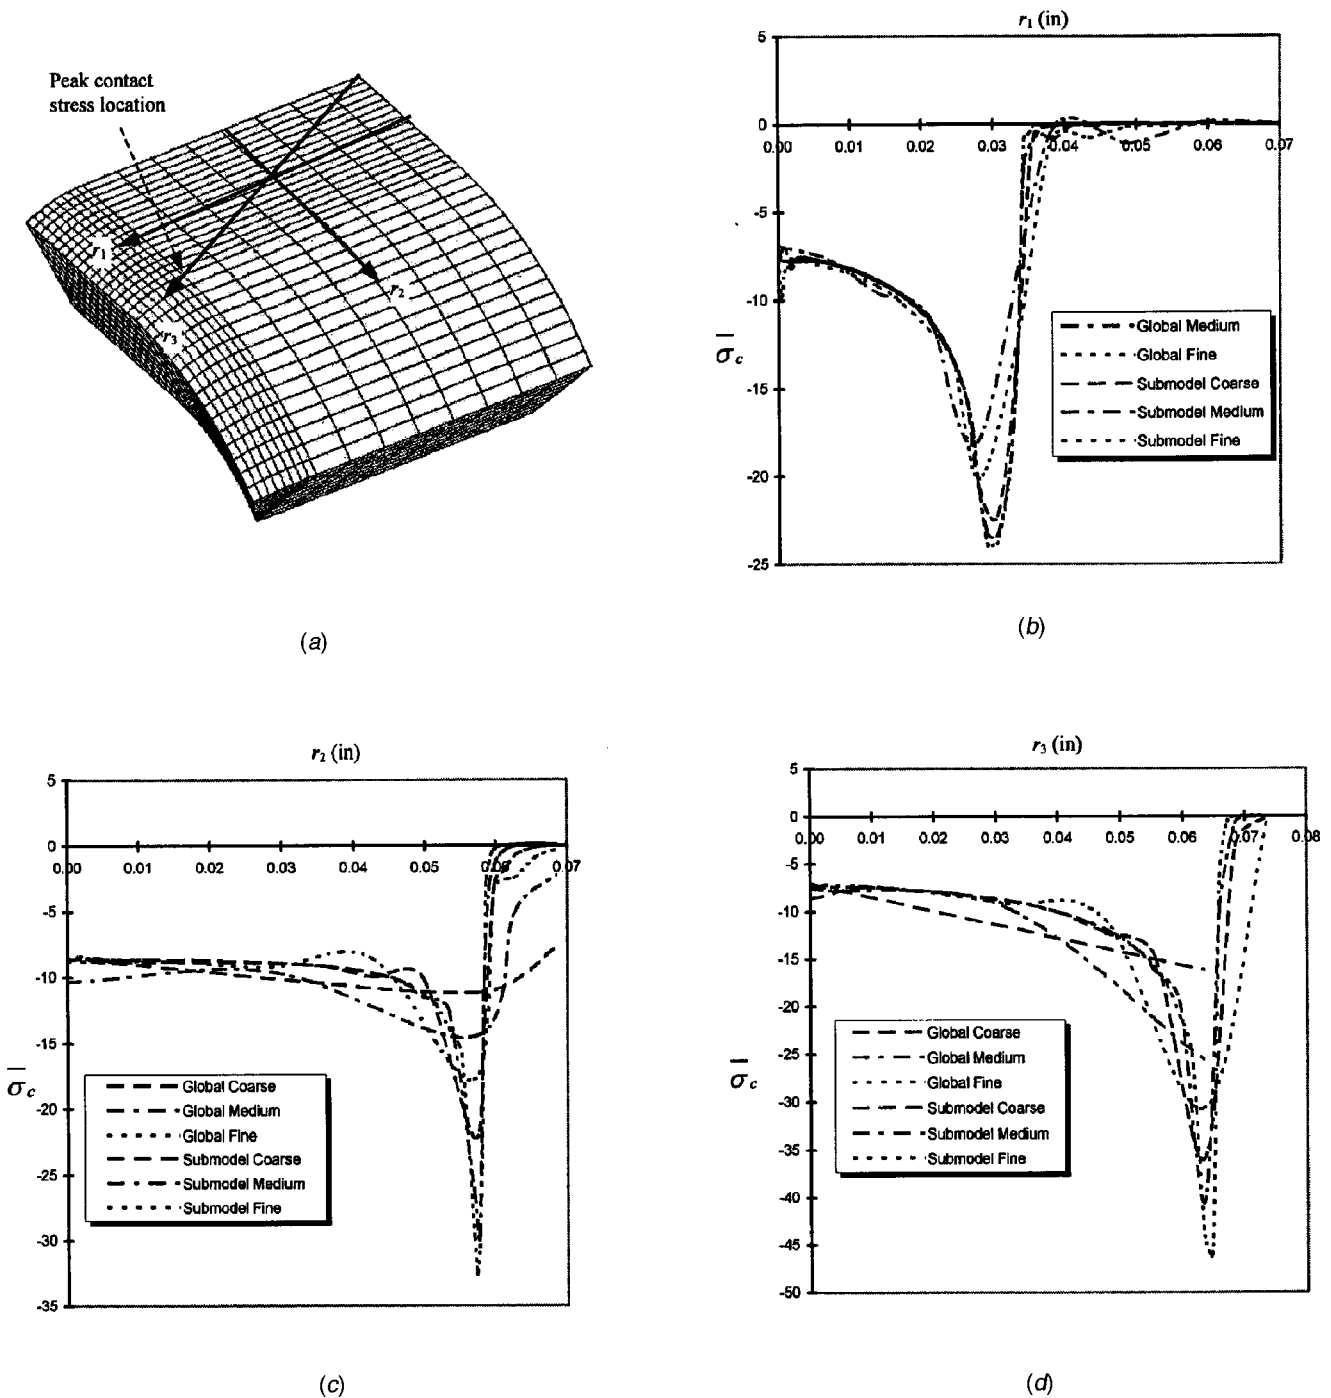 Peak contact
stress location
r1
r2
r3
(a)
r1 (in)
5
0
0.00 0.01 0.02 0.03 0.04 0.05 0.06 0.07
-5
-10
-15
-20
-25
σc
Global Medium
Global Fine
Submodel Coarse
Submodel Medium
Submodel Fine
(b)
r2 (in)
5
0
0.00 0.01 0.02 0.03 0.04 0.05 0.06 0.07
-5
-10
-15
-20
-25
-30
-35
σc
Global Coarse
Global Medium
Global Fine
Submodel Coarse
Submodel Medium
Submodel Fine
(c)
r3 (in)
5
0
0.00 0.01 0.02 0.03 0.04 0.05 0.06 0.07 0.08
-5
-10
-15
-20
-25
-30
-35
-40
-45
-50
σc
Global Coarse
Global Medium
Global Fine
Submodel Coarse
Submodel Medium
Submodel Fine
(d)